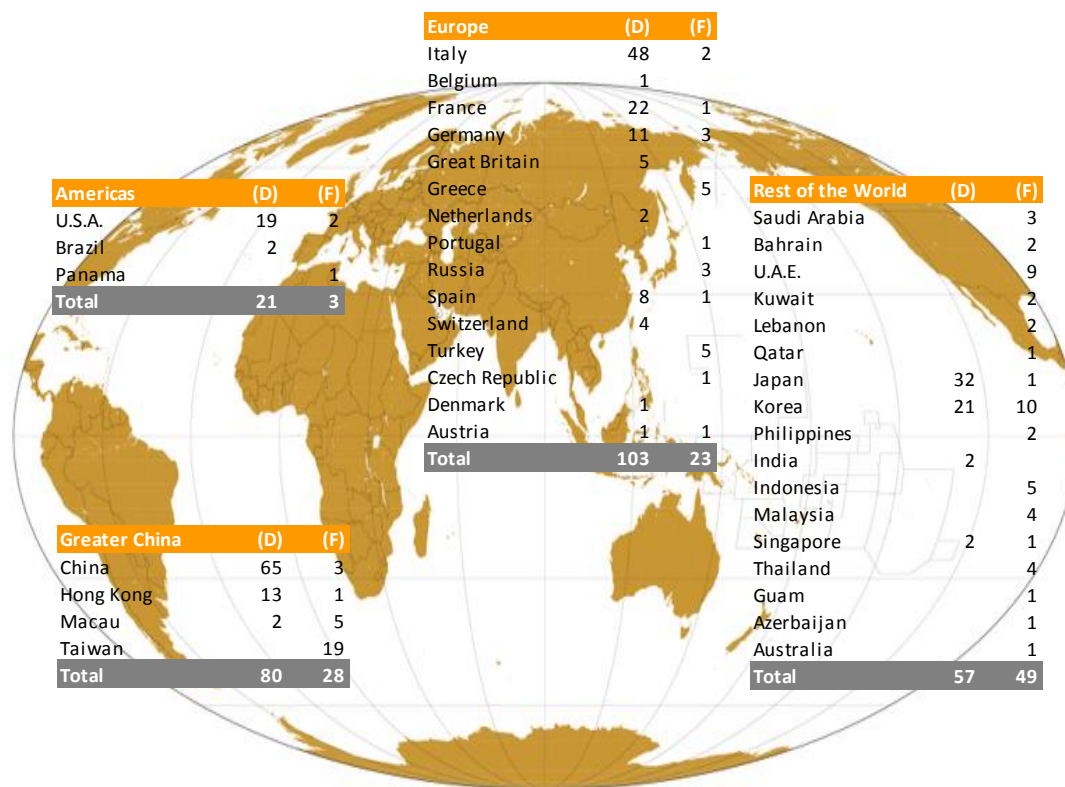 Europe (D) (F)
Italy 48 2
Belgium 1
France 22 1
Germany 11 3
Great Britain 5
Greece 5
Netherlands 2
Portugal 1
Russia 3
Spain 8 1
Switzerland 4
Turkey 5
Czech Republic 1
Denmark 1
Austria 1 1
Total 103 23
Americas (D) (F)
U.S.A. 19 2
Brazil 2
Panama 1
Total 21 3
Rest of the World (D) (F)
Saudi Arabia 3
Bahrain 2
U.A.E. 9
Kuwait 2
Lebanon 2
Qatar 1
Japan 32 1
Korea 21 10
Philippines 2
India 2
Indonesia 5
Malaysia 4
Singapore 2 1
Thailand 4
Guam 1
Azerbaijan 1
Australia 1
Total 57 49
Greater China (D) (F)
China 65 3
Hong Kong 13 1
Macau 2 5
Taiwan 19
Total 80 28